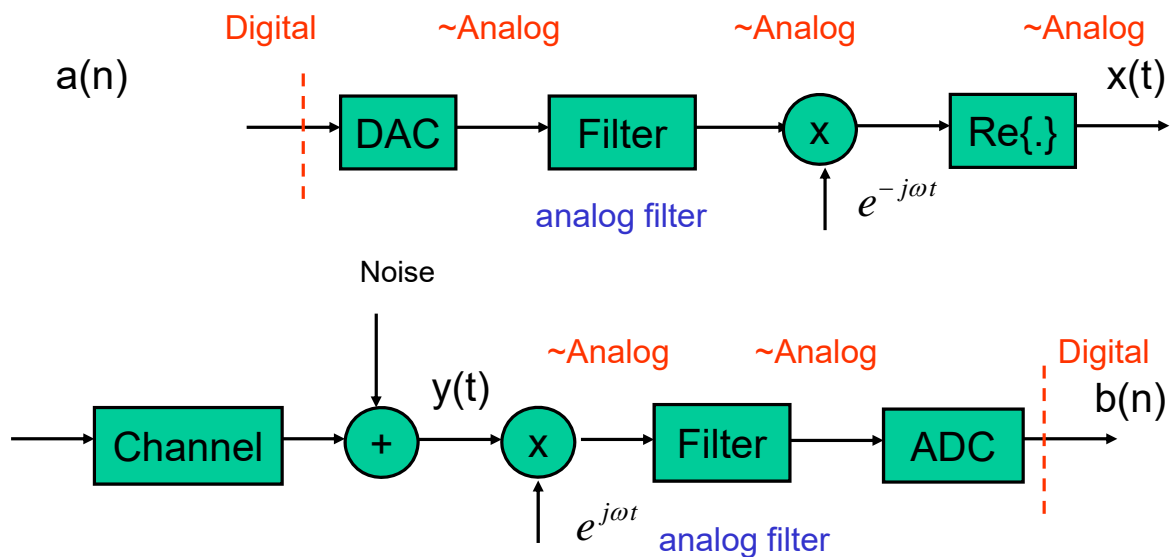 Digital ~Analog ~Analog ~Analog
a(n) x(t)
DAC Filter x Re{.}
analog filter e^{-jωt}
Noise
~Analog ~Analog Digital
y(t) b(n)
Channel + x Filter ADC
e^{jωt} analog filter